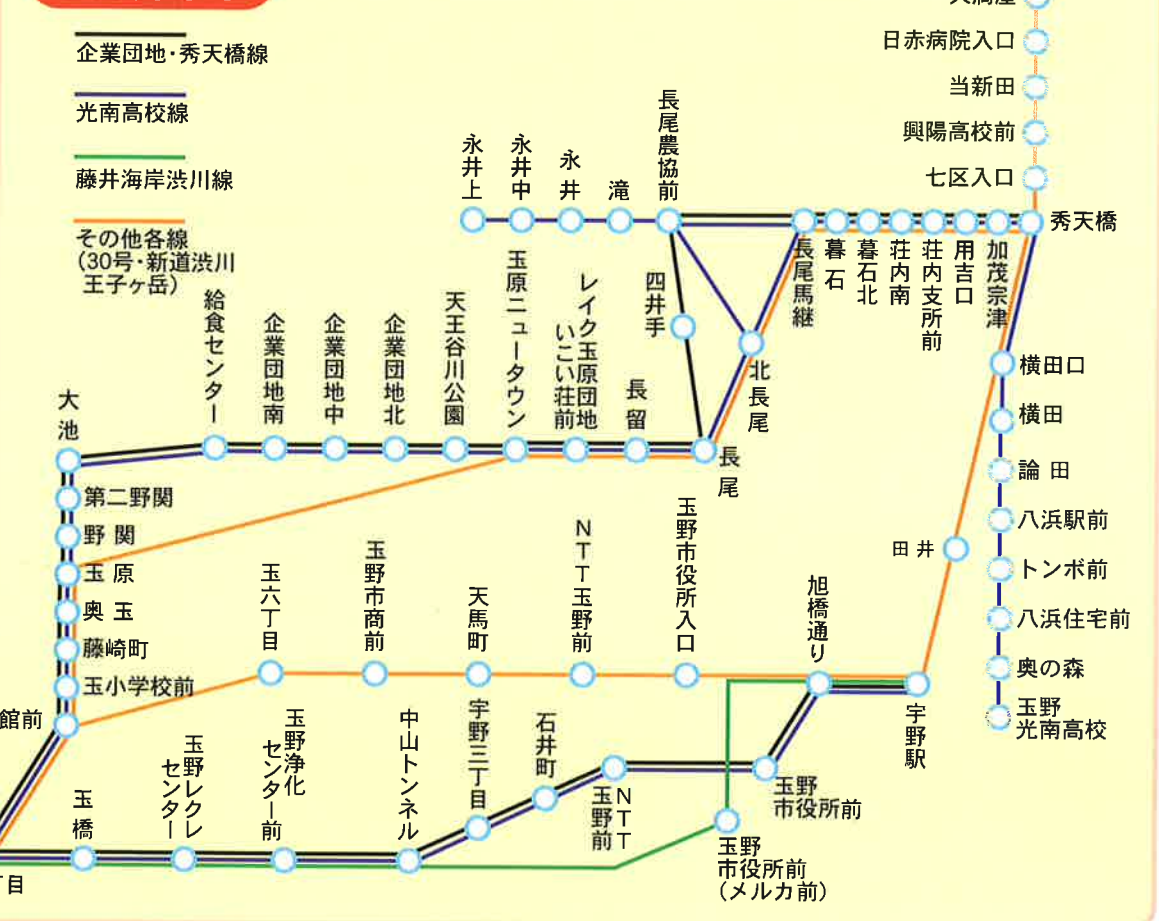 企業団地・秀天橋線
光南高校線
藤井海岸渋川線
その他各線
(30号・新道渋川
王子ヶ岳)
日赤病院入口
当新田
興陽高校前
七区入口
秀天橋
永井上
永井中
永井
滝
長尾農協前
長尾馬継
暮石
暮石北
荘内南
荘内支所前
用吉口
加茂宗津
四井手
北長尾
長尾
大池
給食センター
企業団地南
企業団地中
企業団地北
天王谷川公園
玉原ニュータウン
レイク玉原団地
いこい荘前
長留
第二野関
野関
玉原
奥玉
藤崎町
玉小学校前
館前
玉六丁目
玉野市商前
天馬町
NTT玉野前
玉野市役所入口
旭橋通り
宇野駅
田井
横田口
横田
論田
八浜駅前
トンボ前
八浜住宅前
奥の森
玉野
光南高校
玉橋
玉野レクレ
センター
玉野浄化
センター前
中山トンネル
宇野三丁目
石井町
NTT
玉野前
玉野
市役所前
玉野
市役所前
(メルカ前)
目